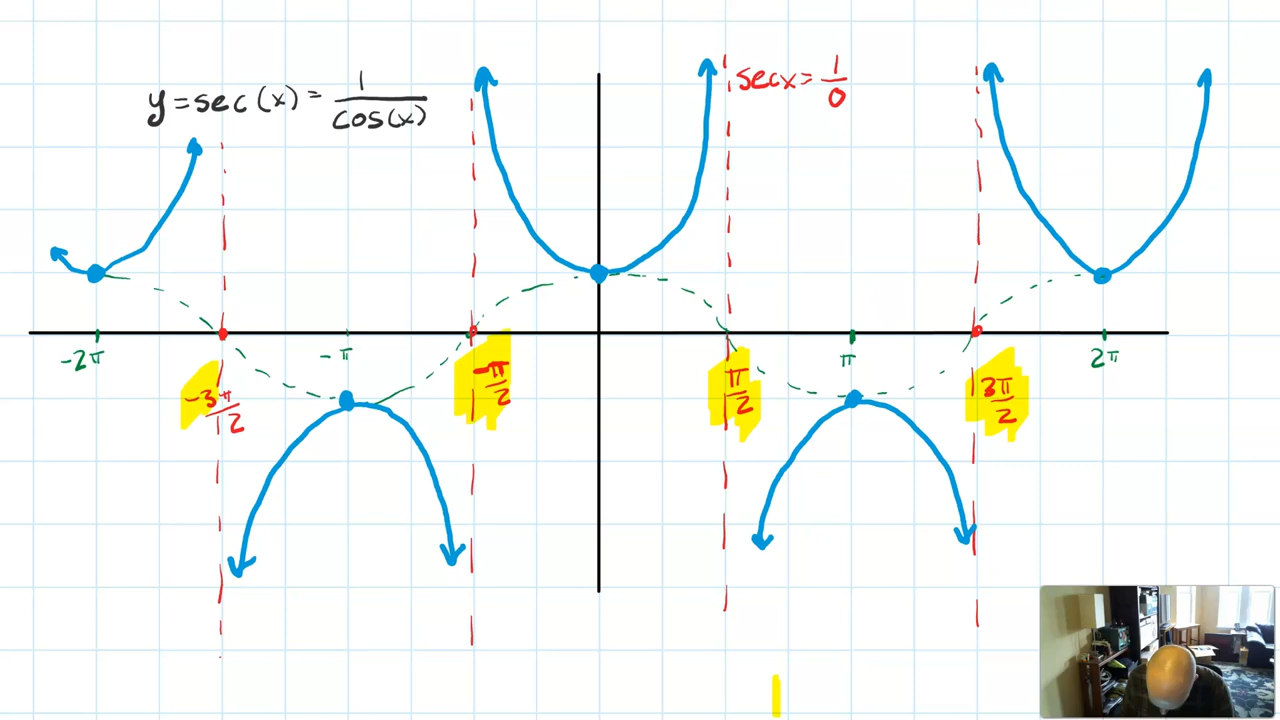 y = sec(x) = 1/cos(x)
sec x = 1/0
-2π
-3π/2
-π
-π/2
π/2
π
3π/2
2π